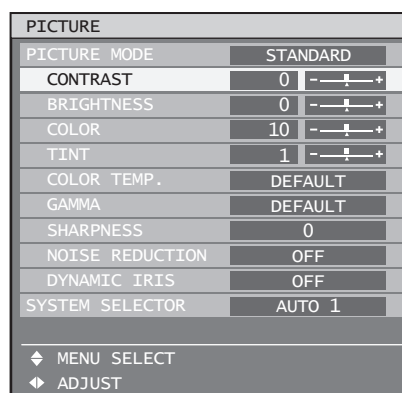 PICTURE
PICTURE MODE STANDARD
CONTRAST 0 - +
BRIGHTNESS 0 - +
COLOR 10 - +
TINT 1 - +
COLOR TEMP. DEFAULT
GAMMA DEFAULT
SHARPNESS 0
NOISE REDUCTION OFF
DYNAMIC IRIS OFF
SYSTEM SELECTOR AUTO 1
MENU SELECT
ADJUST